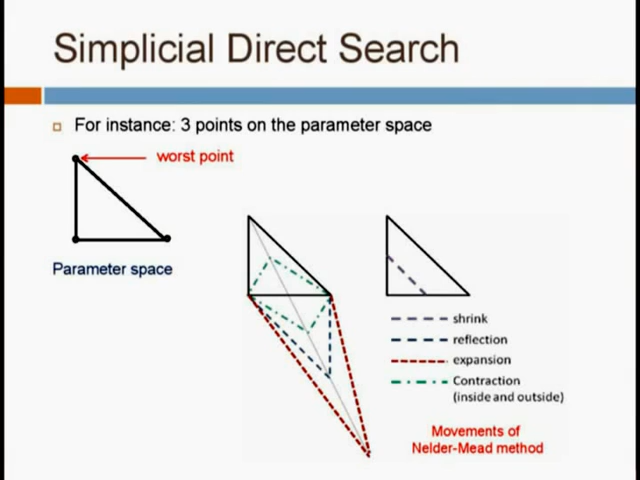 Simplicial Direct Search
For instance: 3 points on the parameter space
worst point
Parameter space
shrink
reflection
expansion
Contraction
(inside and outside)
Movements of
Nelder-Mead method